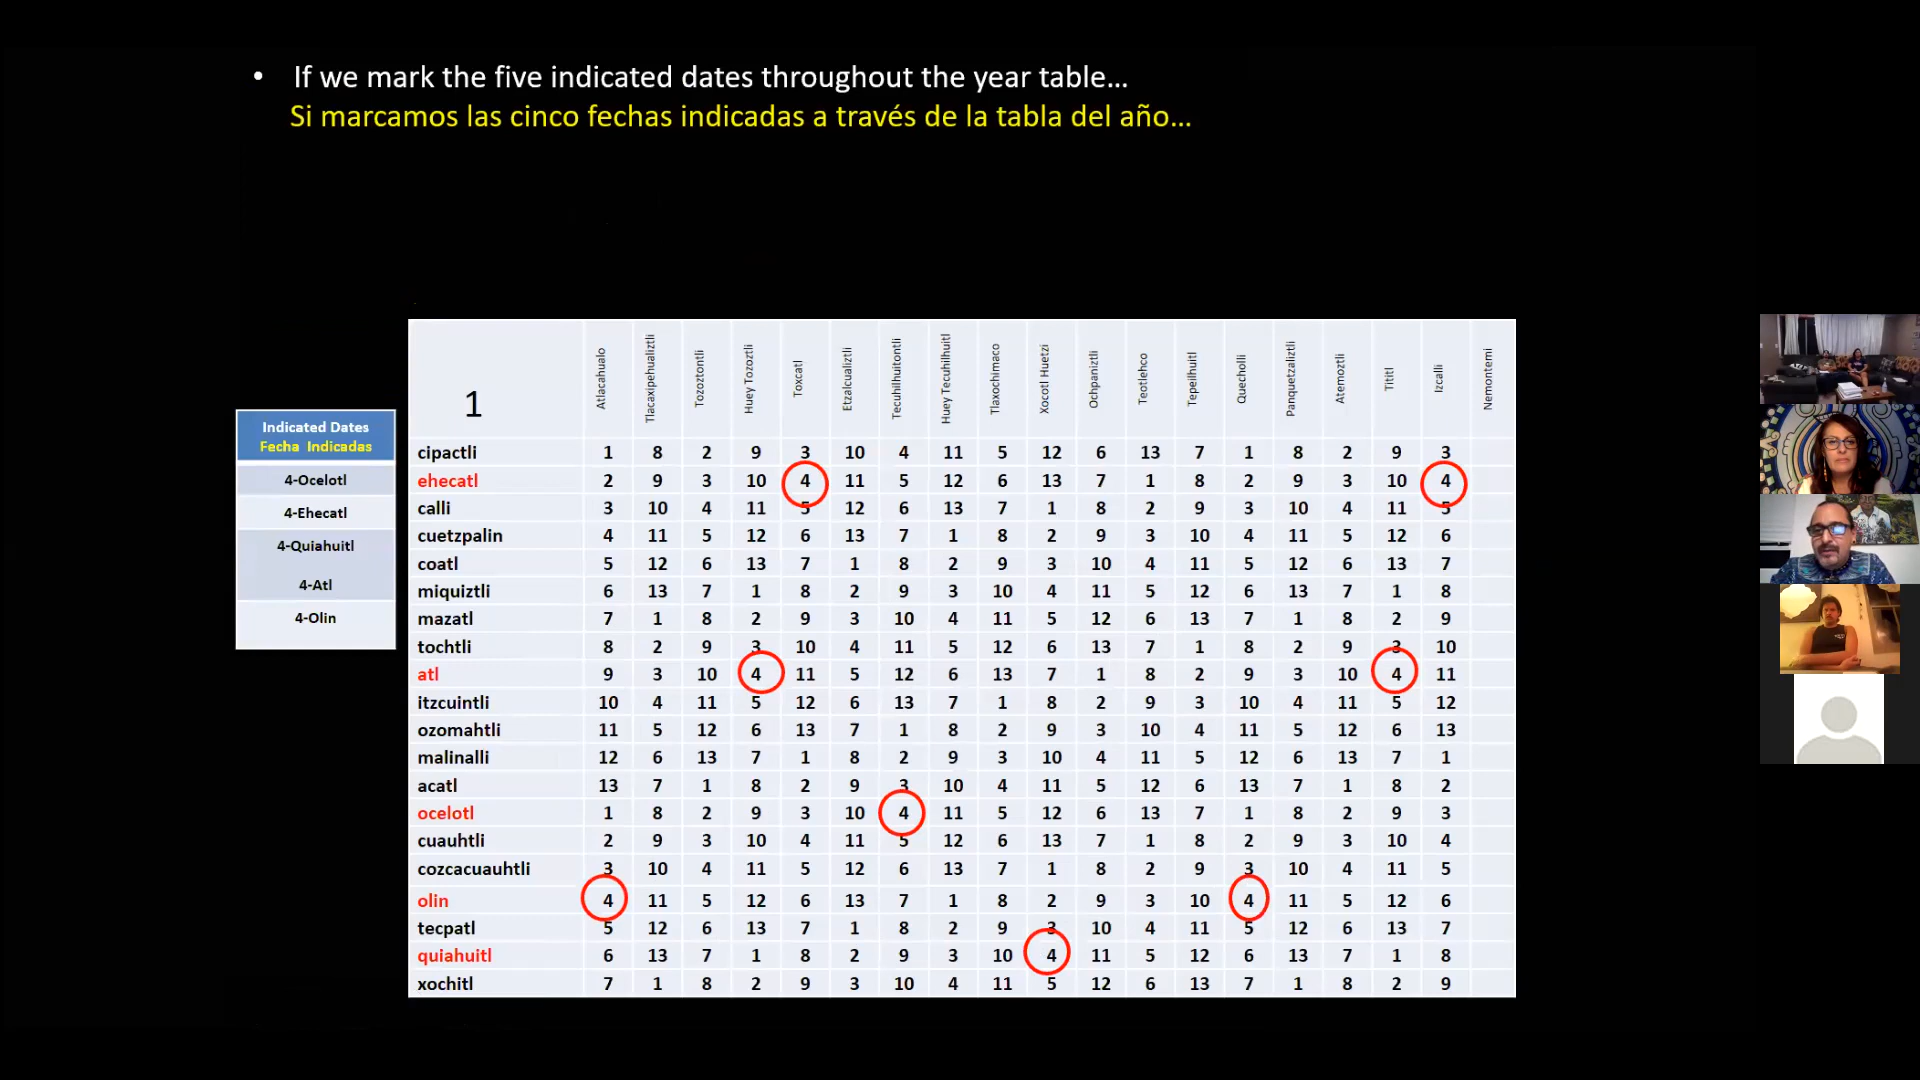 • If we mark the five indicated dates throughout the year table...
Si marcamos las cinco fechas indicadas a través de la tabla del año...
Indicated Dates
Fecha Indicadas
4-Ocelotl
4-Ehecatl
4-Quiahuitl
4-Atl
4-Olin
1 Atlacahualo Tlacaxipehualiztli Tozoztontli Huey Tozoztli Toxcatl Etzalcualiztli Tecuhilhuitontli Huey Tecuhilhuitl Tlaxochimaco Xocotl Huetzi Ochpaniztli Teotlehco Tepeilhuitl Quecholli Panquetzaliztli Atemoztli Tititl Izcalli Nemontemi
cipactli 1 8 2 9 3 10 4 11 5 12 6 13 7 1 8 2 9 3
ehecatl 2 9 3 10 4 11 5 12 6 13 7 1 8 2 9 3 10 4
calli 3 10 4 11 5 12 6 13 7 1 8 2 9 3 10 4 11 5
cuetzpalin 4 11 5 12 6 13 7 1 8 2 9 3 10 4 11 5 12 6
coatl 5 12 6 13 7 1 8 2 9 3 10 4 11 5 12 6 13 7
miquiztli 6 13 7 1 8 2 9 3 10 4 11 5 12 6 13 7 1 8
mazatl 7 1 8 2 9 3 10 4 11 5 12 6 13 7 1 8 2 9
tochtli 8 2 9 3 10 4 11 5 12 6 13 7 1 8 2 9 3 10
atl 9 3 10 4 11 5 12 6 13 7 1 8 2 9 3 10 4 11
itzcuintli 10 4 11 5 12 6 13 7 1 8 2 9 3 10 4 11 5 12
ozomahtli 11 5 12 6 13 7 1 8 2 9 3 10 4 11 5 12 6 13
malinalli 12 6 13 7 1 8 2 9 3 10 4 11 5 12 6 13 7 1
acatl 13 7 1 8 2 9 3 10 4 11 5 12 6 13 7 1 8 2
ocelotl 1 8 2 9 3 10 4 11 5 12 6 13 7 1 8 2 9 3
cuauhtli 2 9 3 10 4 11 5 12 6 13 7 1 8 2 9 3 10 4
cozcacuauhtli 3 10 4 11 5 12 6 13 7 1 8 2 9 3 10 4 11 5
olin 4 11 5 12 6 13 7 1 8 2 9 3 10 4 11 5 12 6
tecpatl 5 12 6 13 7 1 8 2 9 3 10 4 11 5 12 6 13 7
quiahuitl 6 13 7 1 8 2 9 3 10 4 11 5 12 6 13 7 1 8
xochitl 7 1 8 2 9 3 10 4 11 5 12 6 13 7 1 8 2 9